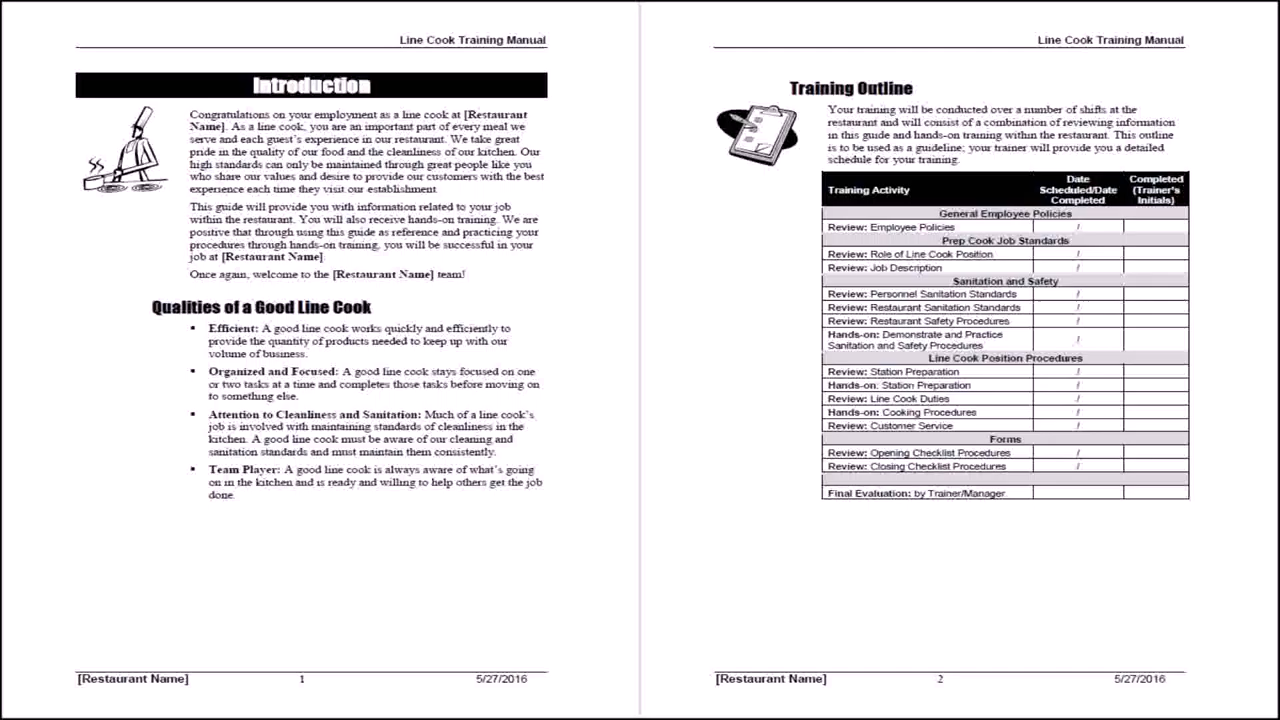 Line Cook Training Manual
Introduction
Congratulations on your employment as a line cook at [Restaurant
Name]. As a line cook, you are an important part of every meal we
serve and each guest's experience in our restaurant. We take great
pride in the quality of our food and the cleanliness of our kitchen. Our
high standards can only be maintained through great people like you
who share our values and desire to provide our customers with the best
experience each time they visit our establishment
This guide will provide you with information related to your job
within the restaurant. You will also receive hands-on training. We are
positive that through using this guide as reference and practicing your
procedures through hands-on training, you will be successful in your
job at [Restaurant Name]
Once again, welcome to the [Restaurant Name] team!
Qualities of a Good Line Cook
▪ Efficient: A good line cook works quickly and efficiently to
provide the quantity of products needed to keep up with our
volume of business.
▪ Organized and Focused: A good line cook stays focused on one
or two tasks at a time and completes those tasks before moving on
to something else.
▪ Attention to Cleanliness and Sanitation: Much of a line cook's
job is involved with maintaining standards of cleanliness in the
kitchen. A good line cook must be aware of our cleaning and
sanitation standards and must maintain them consistently.
▪ Team Player: A good line cook is always aware of what's going
on in the kitchen and is ready and willing to help others get the job
done.
[Restaurant Name] 1 5/27/2016
Line Cook Training Manual
Training Outline
Your training will be conducted over a number of shifts at the
restaurant and will consist of a combination of reviewing information
in this guide and hands-on training within the restaurant. This outline
is to be used as a guideline; your trainer will provide you a detailed
schedule for your training.
Training Activity
Date
Scheduled/Date
Completed
Completed
(Trainer's
Initials)
General Employee Policies
Review: Employee Policies /
Prep Cook Job Standards
Review: Role of Line Cook Position /
Review: Job Description /
Sanitation and Safety
Review: Personnel Sanitation Standards /
Review: Restaurant Sanitation Standards /
Review: Restaurant Safety Procedures /
Hands-on: Demonstrate and Practice
Sanitation and Safety Procedures /
Line Cook Position Procedures
Review: Station Preparation /
Hands-on: Station Preparation /
Review: Line Cook Duties /
Hands-on: Cooking Procedures /
Review: Customer Service /
Forms
Review: Opening Checklist Procedures /
Review: Closing Checklist Procedures /
Final Evaluation: by Trainer/Manager
[Restaurant Name] 2 5/27/2016